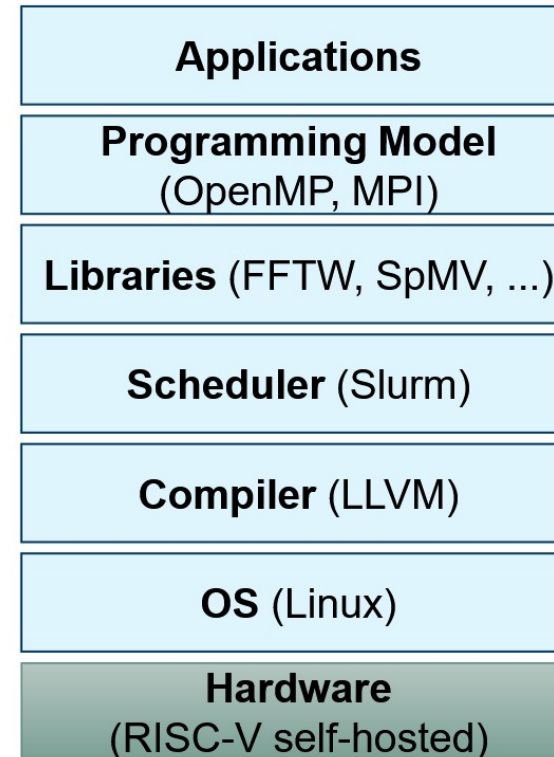 Applications
Programming Model
(OpenMP, MPI)
Libraries (FFTW, SpMV, ...)
Scheduler (Slurm)
Compiler (LLVM)
OS (Linux)
Hardware
(RISC-V self-hosted)